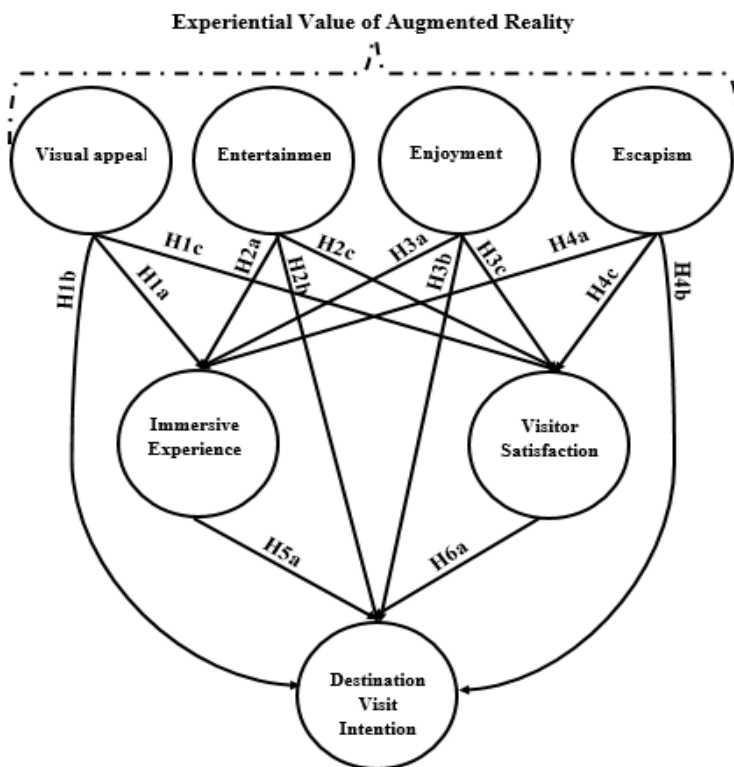 Experiential Value of Augmented Reality
Visual appeal
Entertainmen
Enjoyment
Escapism
H1b
H1a
H1c
H2a
H2b
H2c
H3a
H3b
H3c
H4a
H4c
H4b
Immersive
Experience
Visitor
Satisfaction
H5a
H6a
Destination
Visit
Intention